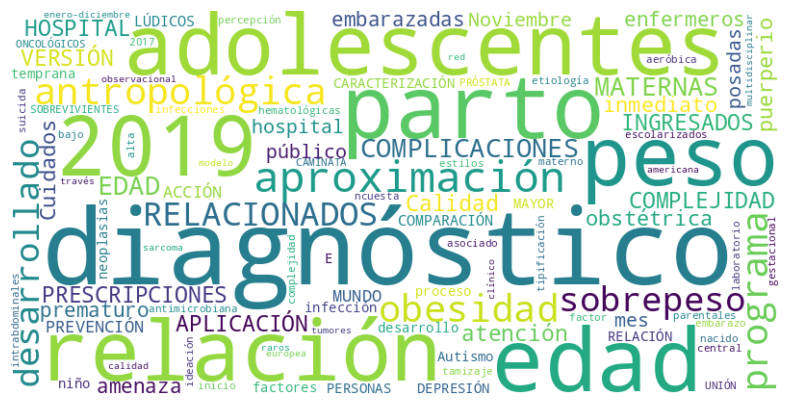 enero-diciembre
percepción
HOSPITAL
LÚDICOS
adolescentes
embarazadas
Noviembre
enfermeros
ONCOLÓGICOS
2017
red
aeróbica
VERSIÓN
temprana
observacional
antropológica
CARACTERIZACIÓN
PRÓSTATA
etiología
MATERNAS
posadas
multidisciplinar
puerperio
suicida
SOBREVIVIENTES
infecciones
hematológicas
parto
inmediato
Cuidados
2019
bajo
alta
hospital
INGRESADOS
escolarizados
modelo
público
CAMINATA
COMPLICACIONES
peso
través
estilos
materno
americana
desarrollado
EDAD
ACCIÓN
aproximación
ncuesta
Calidad
MAYOR
COMPLEJIDAD
RELACIONADOS
COMPARACIÓN
obstétrica
neoplasias
diagnóstico
sarcoma
complejidad
E
asociado
clínico
tipificación
laboratorio
gestacional
programa
intrabdominales
PRESCRIPCIONES
MUNDO
proceso
sobrepeso
prematuro
antimicrobiana
infección
obesidad
factor
parentales
PREVENCIÓN
APLICACIÓN
tumores
desarrollo
atención
mes
embarazo
relación
raros
europea
Autismo
RELACIÓN
nacido
central
calidad
ideación
tamizaje
edad
niño
amenaza
inicio
factores
PERSONAS
DEPRESIÓN
UNIÓN